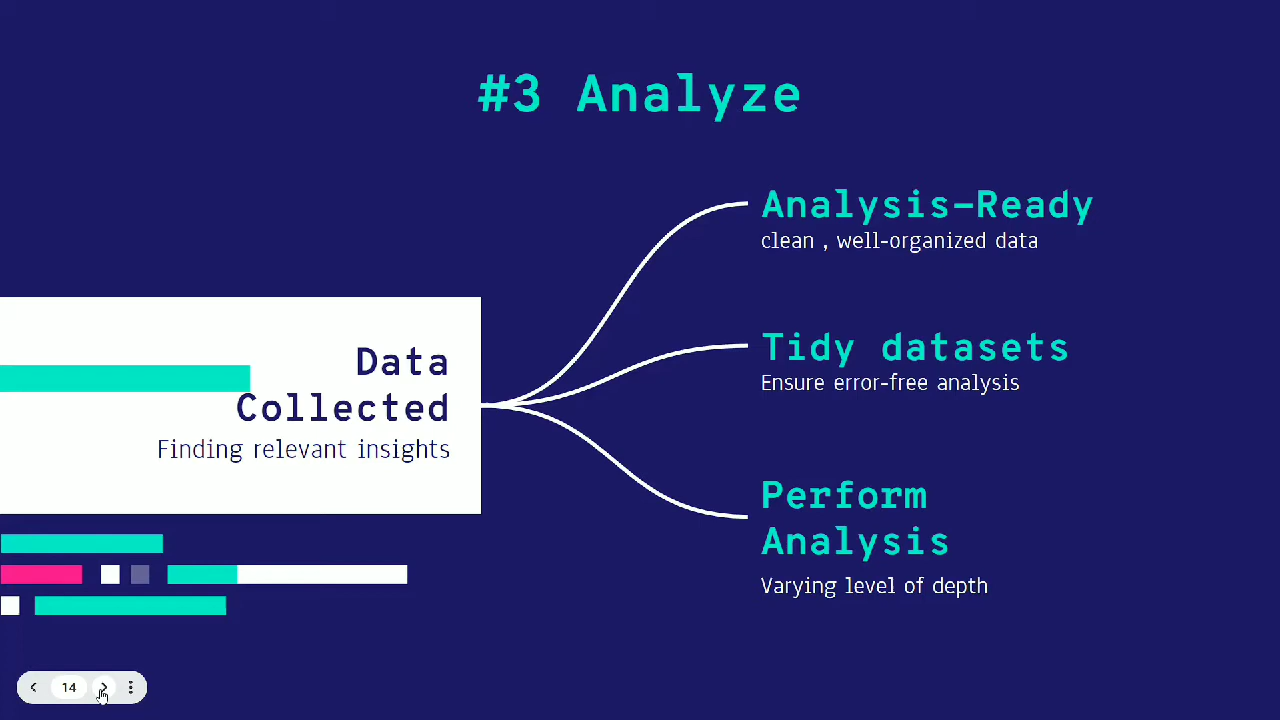 #3 Analyze
Analysis-Ready
clean , well-organized data
Data
Collected
Finding relevant insights
Tidy datasets
Ensure error-free analysis
Perform
Analysis
Varying level of depth
14